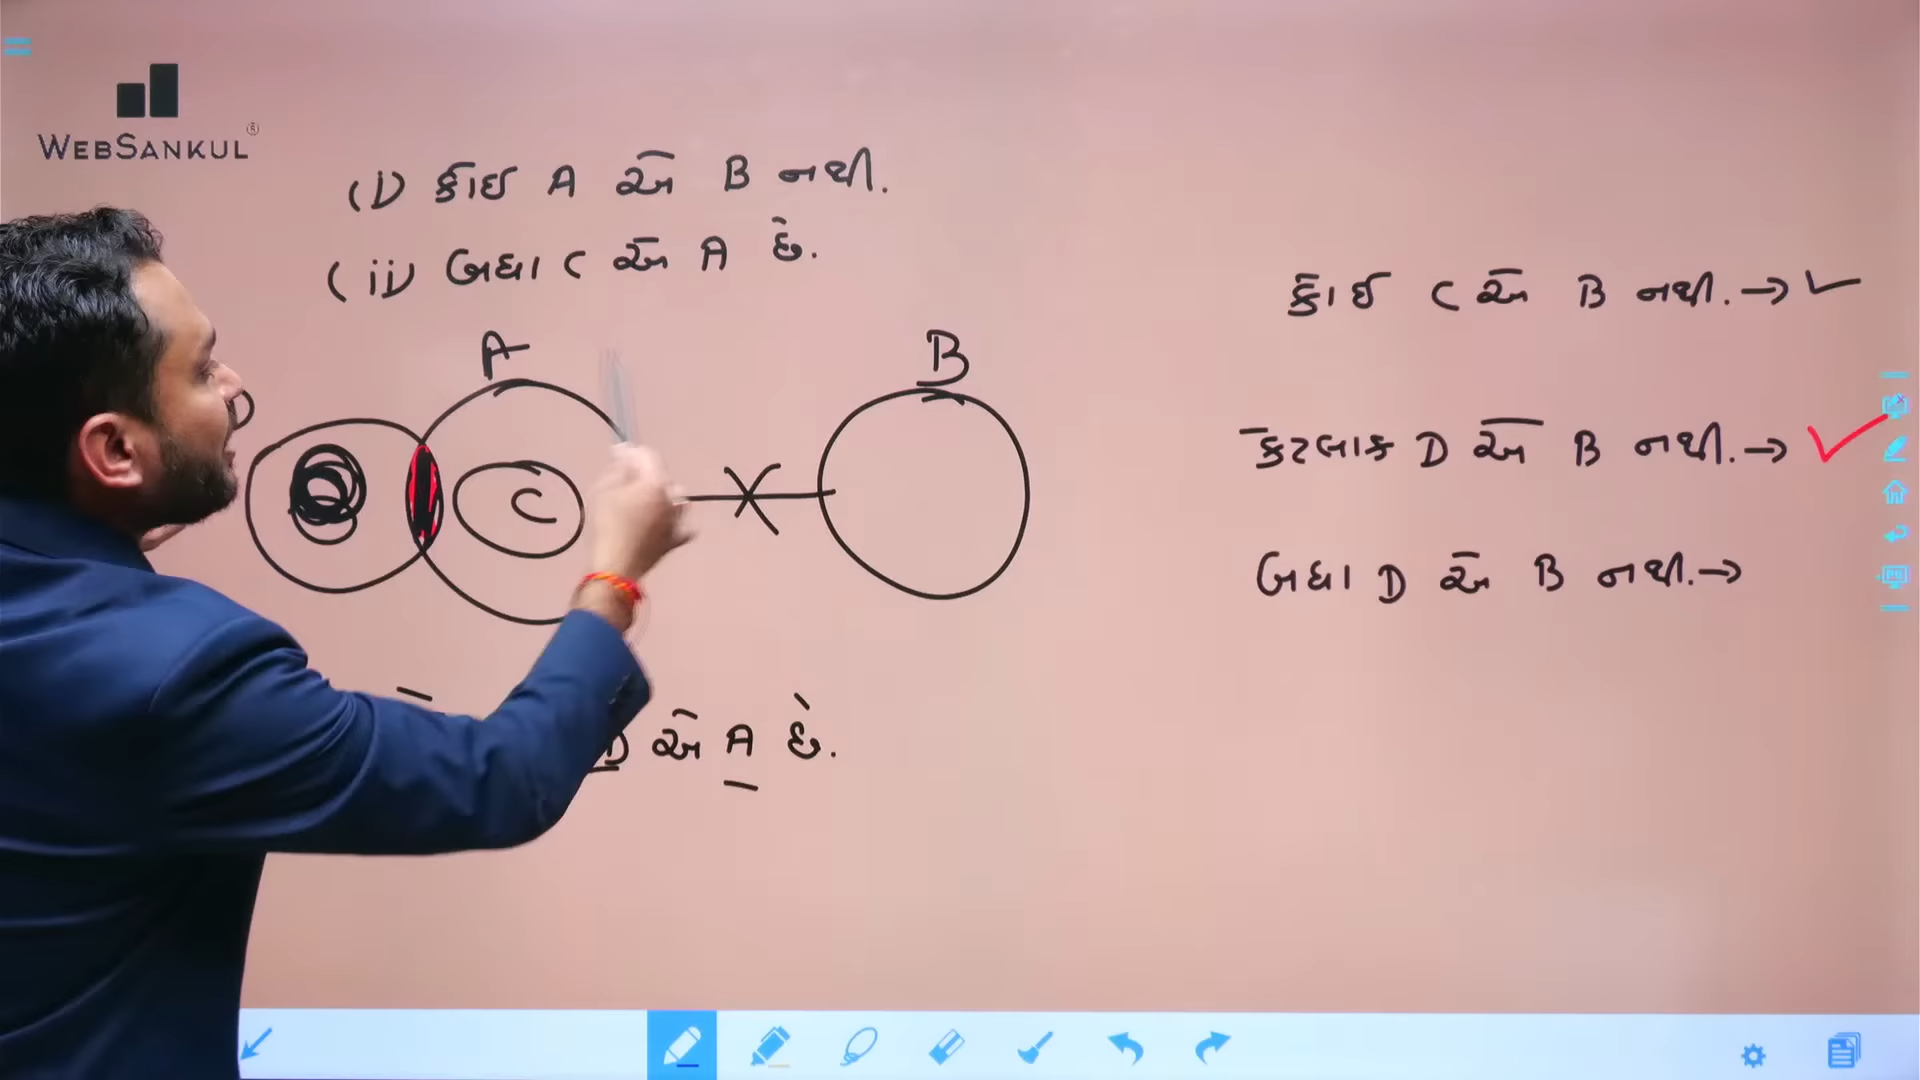 WEBSANKUL®
(i) કોઈ A એ B નથી.
(ii) બધા C એ A છે.
A
B
D
C
D એ A છે.
કોઈ C એ B નથી. → ✓
કેટલાક D એ B નથી. → ✓
બધા D એ B નથી. →